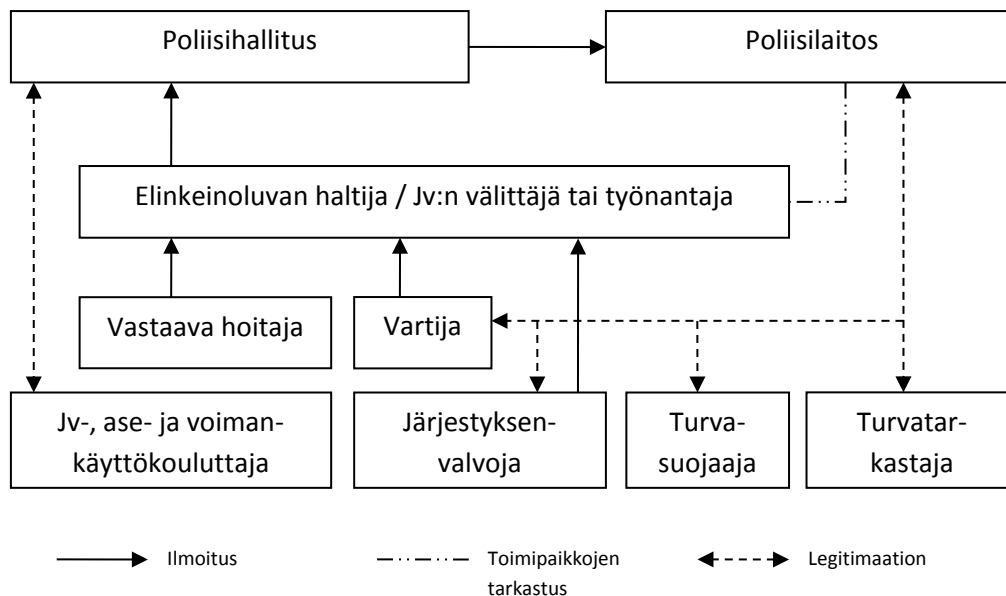 Poliisihallitus
Poliisilaitos
Elinkeinoluvan haltija / Jv:n välittäjä tai työnantaja
Vastaava hoitaja
Vartija
Jv-, ase- ja voiman-
käyttökouluttaja
Järjestyksen-
valvoja
Turva-
suojaaja
Turvatar-
kastaja
Ilmoitus
Toimipaikkojen
tarkastus
Legitimaation